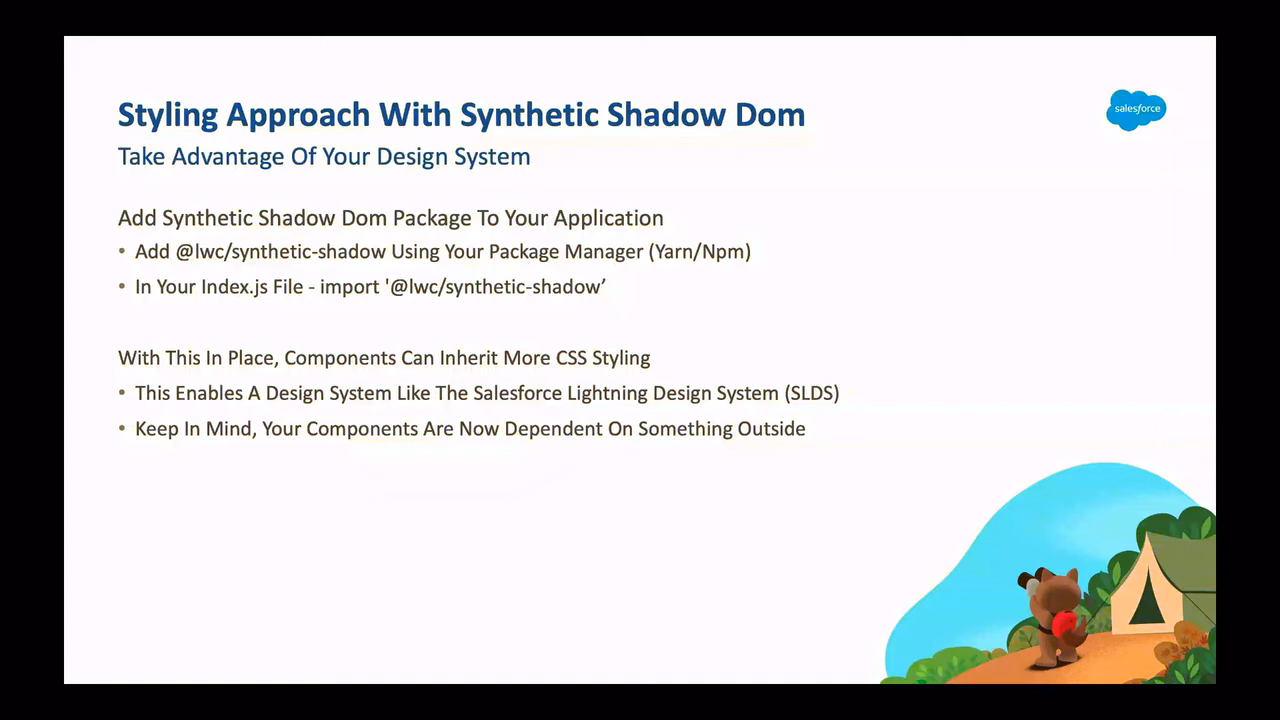 Styling Approach With Synthetic Shadow Dom
salesforce
Take Advantage Of Your Design System
Add Synthetic Shadow Dom Package To Your Application
• Add @lwc/synthetic-shadow Using Your Package Manager (Yarn/Npm)
• In Your Index.js File - import '@lwc/synthetic-shadow’
With This In Place, Components Can Inherit More CSS Styling
• This Enables A Design System Like The Salesforce Lightning Design System (SLDS)
• Keep In Mind, Your Components Are Now Dependent On Something Outside